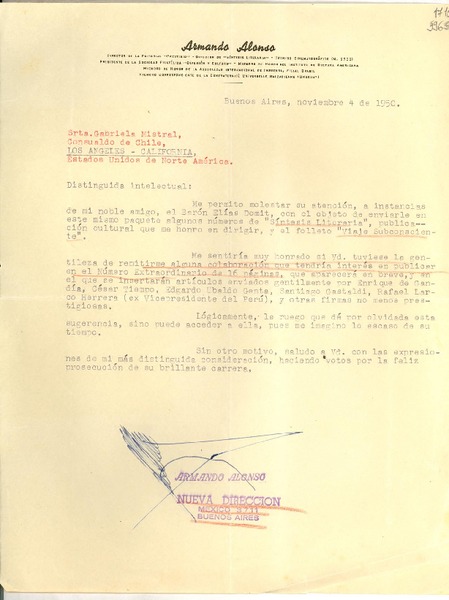 Armando Alonso
Buenos Aires, noviembre 4 de 1950.
Srta. Gabriela Mistral,
Consualdo de Chile,
LOS ANGELES - CALIFORNIA,
Estados Unidos de Norte América.
Distinguida intelectual:
Me permito molestar su atención, a instancias
de mi noble amigo, el Barón Elías Domit, con el objeto de enviarle en
este mismo paquete algunos números de "Síntesis Literaria", publica-
ción cultural que me honro en dirigir, y el folleto "Viaje Subconscien-
te".
Me sentiría muy honrado si Vd. tuviese la gen-
tileza de remitirme alguna colaboración que tendría interés en publicar
en el Número Extraordinario de 16 páginas, que aparecerá en breve, y en
el que se insertarán artículos enviados gentilmente por Enrique de Gan-
día, César Tiempo, Edgardo Ubaldo Genta, Santiago Gastaldi, Rafael Lar-
co Herrera (ex Vicepresidente del Perú), y otras firmas no menos pres-
tigiosas.
Lógicamente, le ruego que dé por olvidada esta
sugerencia, sino puede acceder a ella, pues me imagino lo escaso de su
tiempo.
Sin otro motivo, saludo a Vd. con las expresio-
nes de mi más distinguida consideración, haciendo votos por la feliz
prosecución de su brillante carrera.
ARMANDO ALONSO
NUEVA DIRECCION
BUENOS AIRES